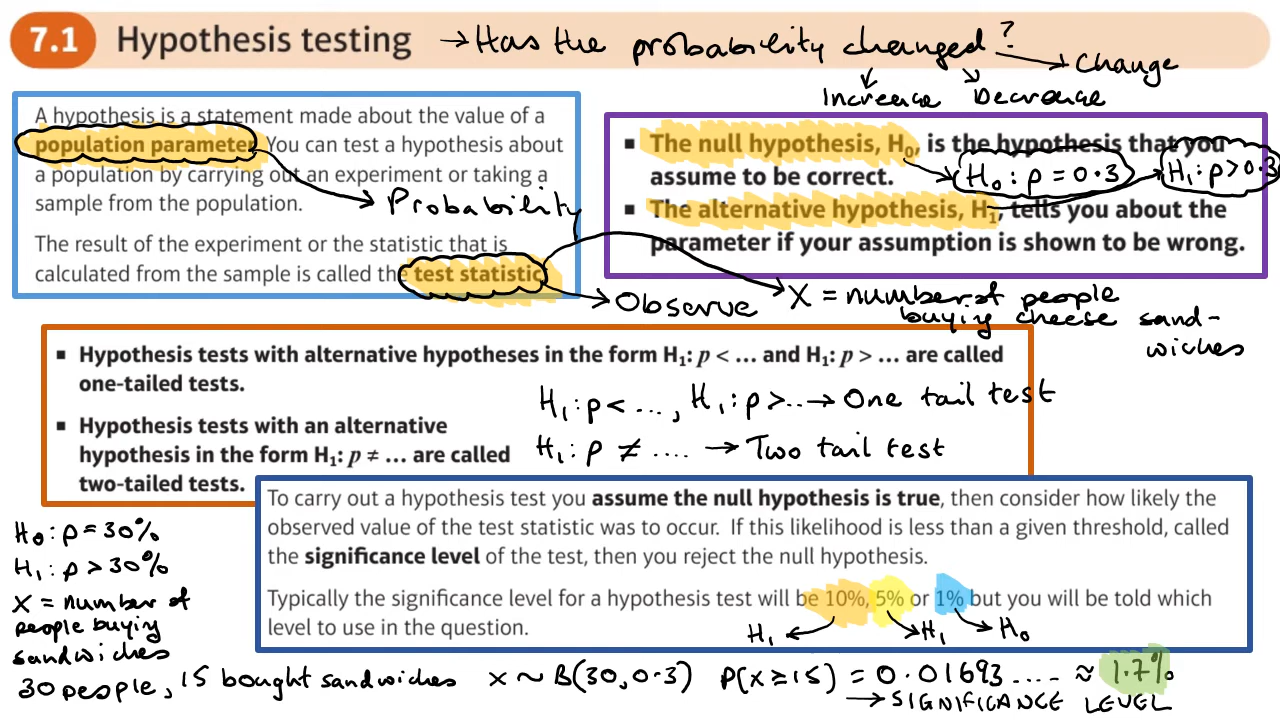 7.1 Hypothesis testing → Has the probability changed?
→ Change
Increase Decrease
A hypothesis is a statement made about the value of a
population parameter. You can test a hypothesis about
a population by carrying out an experiment or taking a
sample from the population.
→ Probability
The result of the experiment or the statistic that is
calculated from the sample is called the test statistic.
→ Observe
▪ The null hypothesis, H₀, is the hypothesis that you
assume to be correct.
H₀ : p = 0.3
H₁ : p > 0.3
▪ The alternative hypothesis, H₁, tells you about the
parameter if your assumption is shown to be wrong.
X = number of people
buying cheese sand-
wiches
▪ Hypothesis tests with alternative hypotheses in the form H₁: p < … and H₁: p > … are called
one-tailed tests.
H₁ : p < ..., H₁ : p > .. → One tail test
▪ Hypothesis tests with an alternative
hypothesis in the form H₁: p ≠ … are called
two-tailed tests.
H₁ : p ≠ .... → Two tail test
To carry out a hypothesis test you assume the null hypothesis is true, then consider how likely the
observed value of the test statistic was to occur. If this likelihood is less than a given threshold, called
the significance level of the test, then you reject the null hypothesis.
Typically the significance level for a hypothesis test will be 10%, 5% or 1% but you will be told which
level to use in the question.
H₁ H₁ H₀
H₀ : p = 30%
H₁ : p > 30%
X = number of
people buying
sandwiches
30 people, 15 bought sandwiches X ~ B(30, 0.3) P(X ≥ 15) = 0.01693 .... ≈ 1.7%
→ SIGNIFICANCE LEVEL